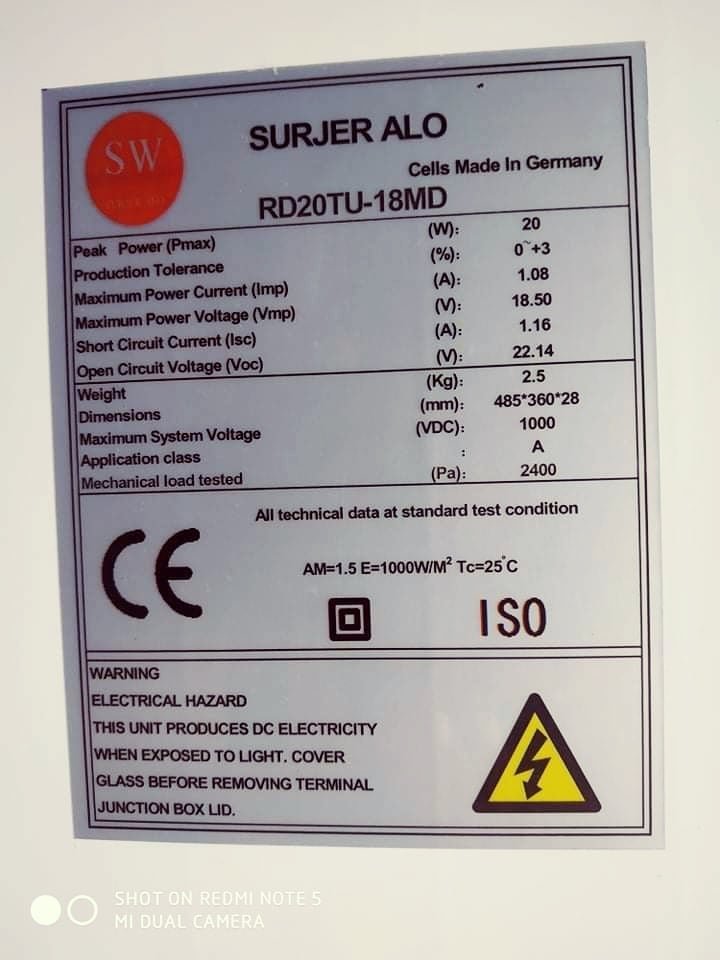 SW
SURJER ALO
Cells Made In Germany
RD20TU-18MD
Peak Power (Pmax) (W): 20
Production Tolerance (%): 0~+3
Maximum Power Current (Imp) (A): 1.08
Maximum Power Voltage (Vmp) (V): 18.50
Short Circuit Current (Isc) (A): 1.16
Open Circuit Voltage (Voc) (V): 22.14
Weight (Kg): 2.5
Dimensions (mm): 485*360*28
Maximum System Voltage (VDC): 1000
Application class : A
Mechanical load tested (Pa): 2400
All technical data at standard test condition
AM=1.5 E=1000W/M² Tc=25°C
CE
ISO
WARNING
ELECTRICAL HAZARD
THIS UNIT PRODUCES DC ELECTRICITY
WHEN EXPOSED TO LIGHT. COVER
GLASS BEFORE REMOVING TERMINAL
JUNCTION BOX LID.
SHOT ON REDMI NOTE 5
MI DUAL CAMERA